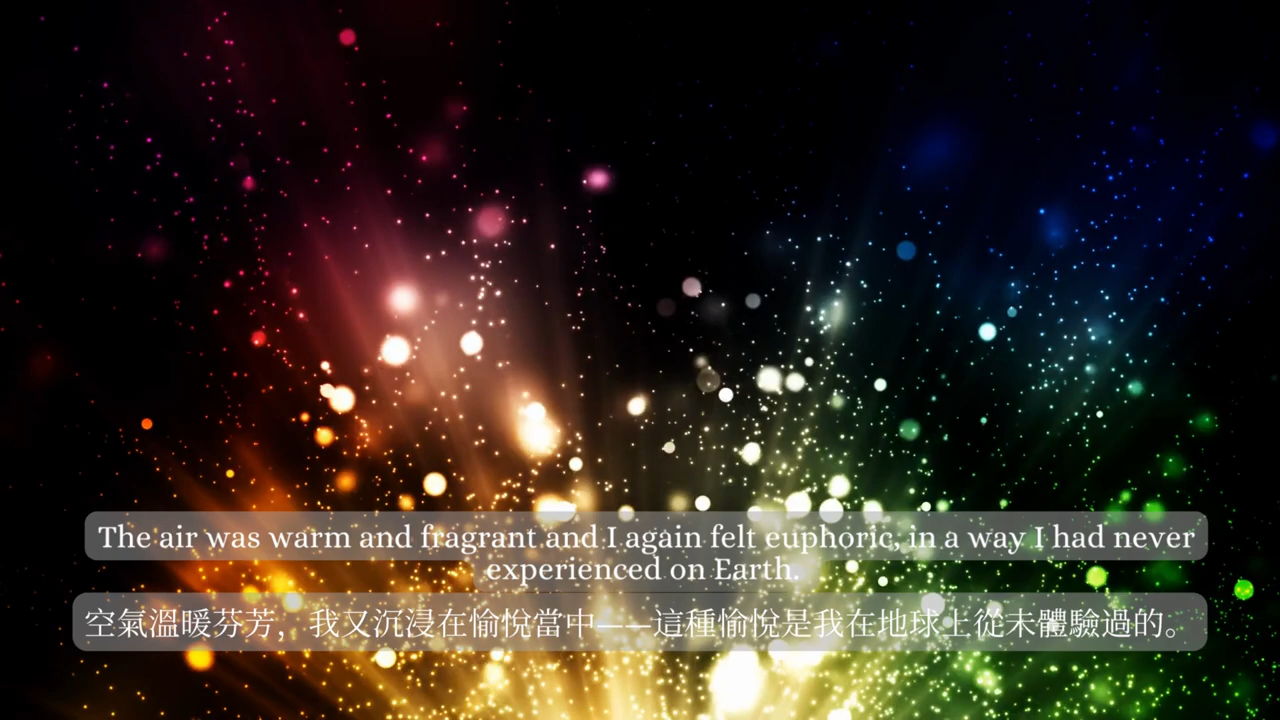 The air was warm and fragrant and I again felt euphoric, in a way I had never
experienced on Earth.
空氣溫暖芬芳，我又沉浸在愉悅當中——這種愉悅是我在地球上從未體驗過的。